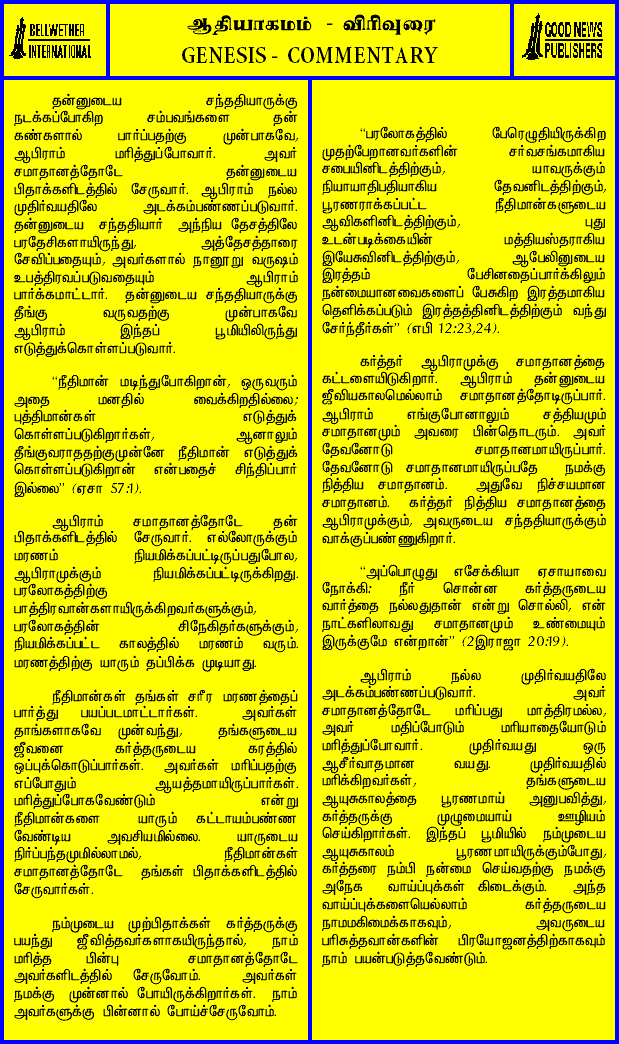 BELLWETHER
INTERNATIONAL
ஆதியாகமம் - விரிவுரை
GENESIS - COMMENTARY
GOOD NEWS
PUBLISHERS
தன்னுடைய சந்ததியாருக்கு
நடக்கப்போகிற சம்பவங்களை தன்
கண்களால் பார்ப்பதற்கு முன்பாகவே,
ஆபிராம் மரித்துப்போவார். அவர்
சமாதானத்தோடே தன்னுடைய
பிதாக்களிடத்தில் சேருவார். ஆபிராம் நல்ல
முதிர்வயதிலே அடக்கம்பண்ணப்படுவார்.
தன்னுடைய சந்ததியார் அந்நிய தேசத்திலே
பரதேசிகளாயிருந்து, அத்தேசத்தாரை
சேவிப்பதையும், அவர்களால் நானூறு வருஷம்
உபத்திரவப்படுவதையும் ஆபிராம்
பார்க்கமாட்டார். தன்னுடைய சந்ததியாருக்கு
தீங்கு வருவதற்கு முன்பாகவே
ஆபிராம் இந்தப் பூமியிலிருந்து
எடுத்துக்கொள்ளப்படுவார்.
“நீதிமான் மடிந்துபோகிறான், ஒருவரும்
அதை மனதில் வைக்கிறதில்லை;
புத்திமான்கள் எடுத்துக்
கொள்ளப்படுகிறார்கள், ஆனாலும்
தீங்குவராததற்குமுன்னே நீதிமான் எடுத்துக்
கொள்ளப்படுகிறான் என்பதைச் சிந்திப்பார்
இல்லை” (ஏசா 57:1).
ஆபிராம் சமாதானத்தோடே தன்
பிதாக்களிடத்தில் சேருவார். எல்லோருக்கும்
மரணம் நியமிக்கப்பட்டிருப்பதுபோல,
ஆபிராமுக்கும் நியமிக்கப்பட்டிருக்கிறது.
பரலோகத்திற்கு
பாத்திரவான்களாயிருக்கிறவர்களுக்கும்,
பரலோகத்தின் சிநேகிதர்களுக்கும்,
நியமிக்கப்பட்ட காலத்தில் மரணம் வரும்.
மரணத்திற்கு யாரும் தப்பிக்க முடியாது.
நீதிமான்கள் தங்கள் சரீர மரணத்தைப்
பார்த்து பயப்படமாட்டார்கள். அவர்கள்
தாங்களாகவே முன்வந்து, தங்களுடைய
ஜீவனை கர்த்தருடைய கரத்தில்
ஒப்புக்கொடுப்பார்கள். அவர்கள் மரிப்பதற்கு
எப்போதும் ஆயத்தமாயிருப்பார்கள்.
மரித்துப்போகவேண்டும் என்று
நீதிமான்களை யாரும் கட்டாயம்பண்ண
வேண்டிய அவசியமில்லை. யாருடைய
நிர்ப்பந்தமுமில்லாமல், நீதிமான்கள்
சமாதானத்தோடே தங்கள் பிதாக்களிடத்தில்
சேருவார்கள்.
நம்முடைய முற்பிதாக்கள் கர்த்தருக்கு
பயந்து ஜீவித்தவர்களாகயிருந்தால், நாம்
மரித்த பின்பு சமாதானத்தோடே
அவர்களிடத்தில் சேருவோம். அவர்கள்
நமக்கு முன்னால் போயிருக்கிறார்கள். நாம்
அவர்களுக்கு பின்னால் போய்ச்சேருவோம்.
“பரலோகத்தில் பேரெழுதியிருக்கிற
முதற்பேறானவர்களின் சர்வசங்கமாகிய
சபையினிடத்திற்கும், யாவருக்கும்
நியாயாதிபதியாகிய தேவனிடத்திற்கும்,
பூரணராக்கப்பட்ட நீதிமான்களுடைய
ஆவிகளினிடத்திற்கும், புது
உடன்படிக்கையின் மத்தியஸ்தராகிய
இயேசுவினிடத்திற்கும், ஆபேலினுடைய
இரத்தம் பேசினதைப்பார்க்கிலும்
நன்மையானவைகளைப் பேசுகிற இரத்தமாகிய
தெளிக்கப்படும் இரத்தத்தினிடத்திற்கும் வந்து
சேர்ந்தீர்கள்” (எபி 12:23,24).
கர்த்தர் ஆபிராமுக்கு சமாதானத்தை
கட்டளையிடுகிறார். ஆபிராம் தன்னுடைய
ஜீவியகாலமெல்லாம் சமாதானத்தோடிருப்பார்.
ஆபிராம் எங்குபோனாலும் சத்தியமும்
சமாதானமும் அவரை பின்தொடரும். அவர்
தேவனோடு சமாதானமாயிருப்பார்.
தேவனோடு சமாதானமாயிருப்பதே நமக்கு
நித்திய சமாதானம். அதுவே நிச்சயமான
சமாதானம். கர்த்தர் நித்திய சமாதானத்தை
ஆபிராமுக்கும், அவருடைய சந்ததியாருக்கும்
வாக்குப்பண்ணுகிறார்.
“அப்பொழுது எசேக்கியா ஏசாயாவை
நோக்கி: நீர் சொன்ன கர்த்தருடைய
வார்த்தை நல்லதுதான் என்று சொல்லி, என்
நாட்களிலாவது சமாதானமும் உண்மையும்
இருக்குமே என்றான்” (2இராஜா 20:19).
ஆபிராம் நல்ல முதிர்வயதிலே
அடக்கம்பண்ணப்படுவார். அவர்
சமாதானத்தோடே மரிப்பது மாத்திரமல்ல,
அவர் மதிப்போடும் மரியாதையோடும்
மரித்துப்போவார். முதிர்வயது ஒரு
ஆசீர்வாதமான வயது. முதிர்வயதில்
மரிக்கிறவர்கள், தங்களுடைய
ஆயுசுகாலத்தை பூரணமாய் அனுபவித்து,
கர்த்தருக்கு முழுமையாய் ஊழியம்
செய்கிறார்கள். இந்தப் பூமியில் நம்முடைய
ஆயுசுகாலம் பூரணமாயிருக்கும்போது,
கர்த்தரை நம்பி நன்மை செய்வதற்கு நமக்கு
அநேக வாய்ப்புக்கள் கிடைக்கும். அந்த
வாய்ப்புக்களையெல்லாம் கர்த்தருடைய
நாமமகிமைக்காகவும், அவருடைய
பரிசுத்தவான்களின் பிரயோஜனத்திற்காகவும்
நாம் பயன்படுத்தவேண்டும்.